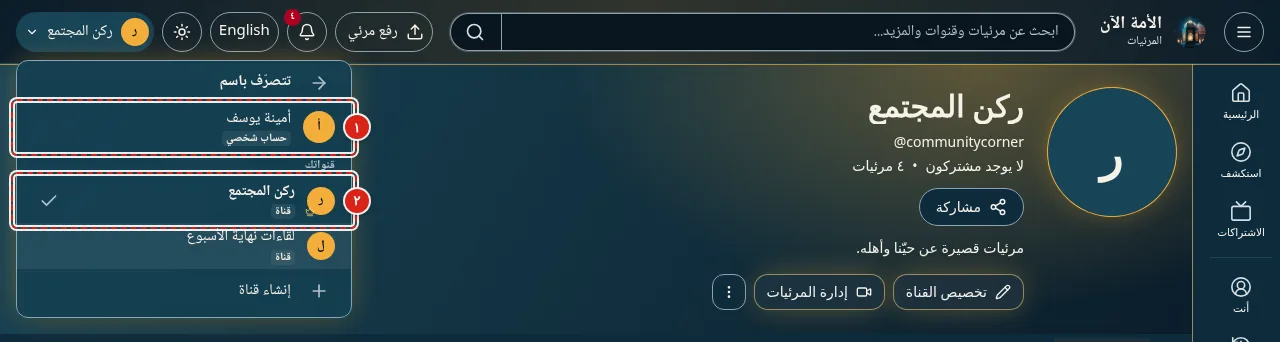 الأمة الآن
المرئيات
ابحث عن مرئيات وقنوات والمزيد...
رفع مرئي
٤
English
ر
ركن المجتمع
الرئيسية
استكشف
الاشتراكات
أنت
ر
ركن المجتمع
@communitycorner
لا يوجد مشتركون • ٤ مرئيات
مشاركة
مرئيات قصيرة عن حيّنا وأهله.
تخصيص القناة
إدارة المرئيات
تتصرّف باسم
١
أ
أمينة يوسف
حساب شخصي
قنواتك
٢
ر
ركن المجتمع
قناة
ل
لقاءات نهاية الأسبوع
قناة
إنشاء قناة